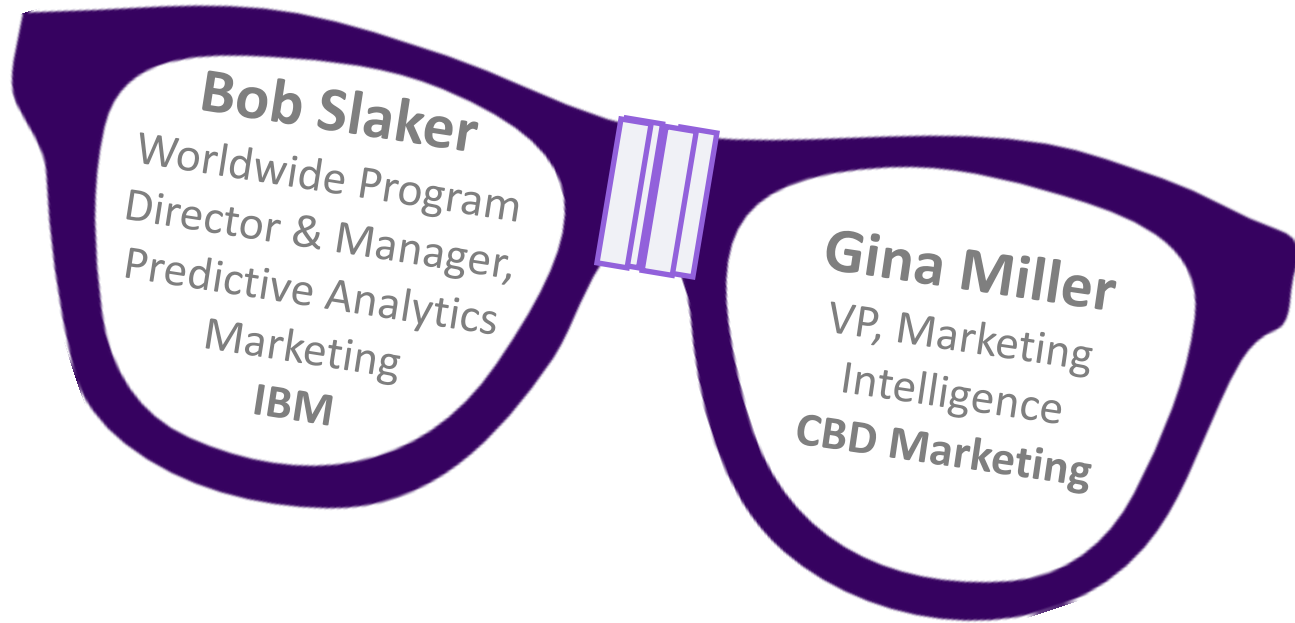 Bob Slaker
Worldwide Program
Director & Manager,
Predictive Analytics
Marketing
IBM
Gina Miller
VP, Marketing
Intelligence
CBD Marketing